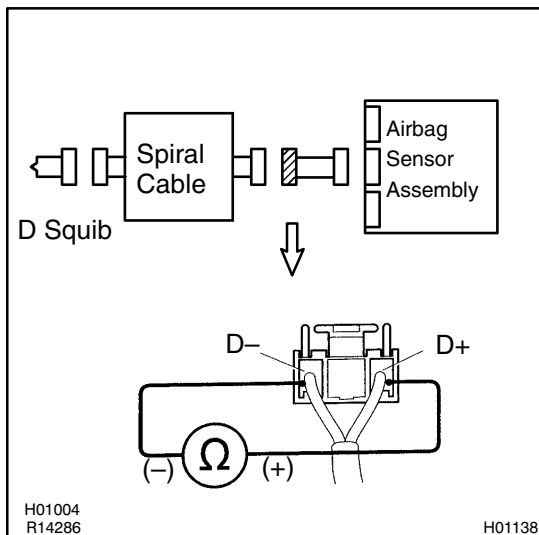 Airbag
Sensor
Assembly
Spiral
Cable
D Squib
D–
D+
(–)
Ω
(+)
H01004
R14286
H01138